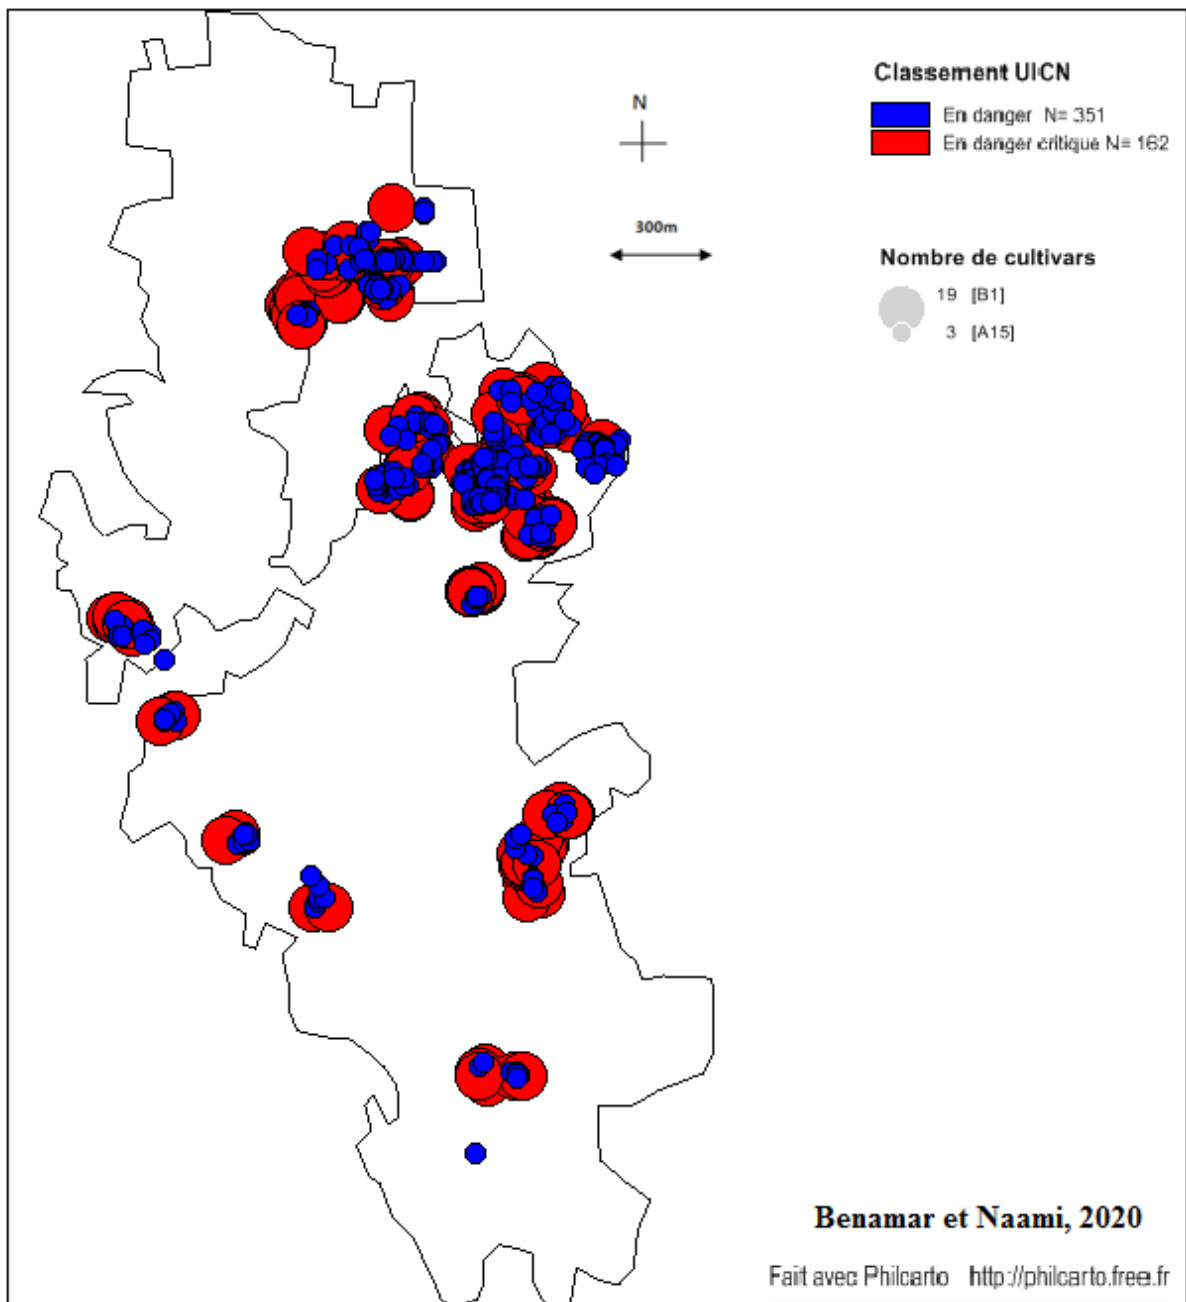 Classement UICN
En danger N= 351
En danger critique N= 162
N
300m
Nombre de cultivars
19 [B1]
3 [A15]
Benamar et Naami, 2020
Fait avec Philcarto http://philcarto.free.fr